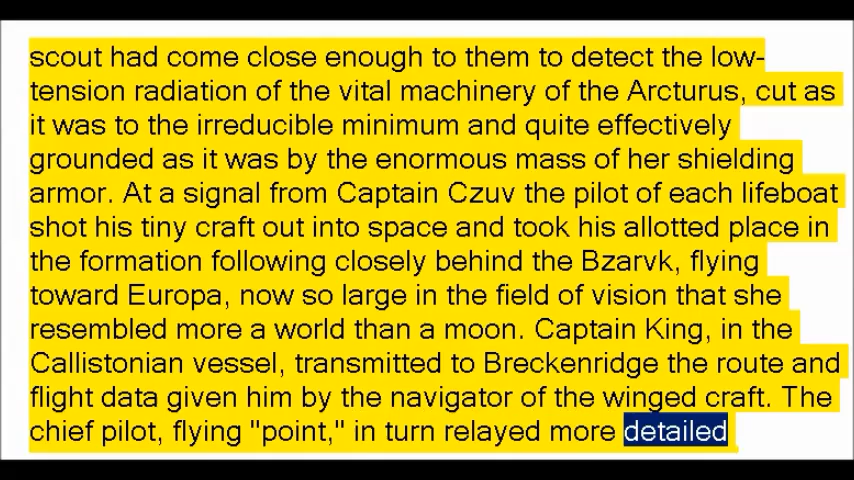 scout had come close enough to them to detect the low-
tension radiation of the vital machinery of the Arcturus, cut as
it was to the irreducible minimum and quite effectively
grounded as it was by the enormous mass of her shielding
armor. At a signal from Captain Czuv the pilot of each lifeboat
shot his tiny craft out into space and took his allotted place in
the formation following closely behind the Bzarvk, flying
toward Europa, now so large in the field of vision that she
resembled more a world than a moon. Captain King, in the
Callistonian vessel, transmitted to Breckenridge the route and
flight data given him by the navigator of the winged craft. The
chief pilot, flying "point," in turn relayed more detailed